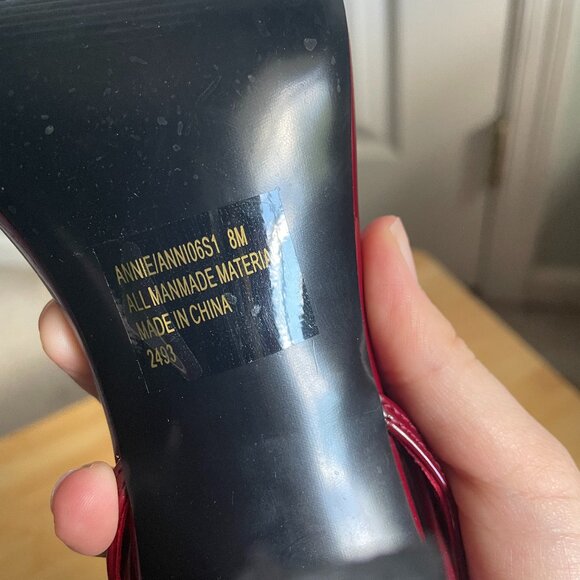 ANNIE/ANNI06S1 8M
ALL MANMADE MATERIA
MADE IN CHINA
2493